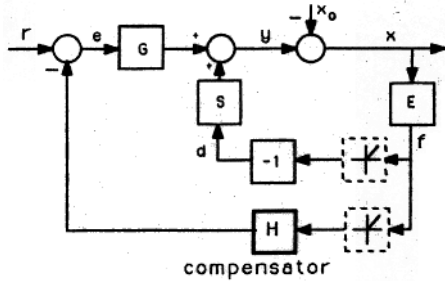 − x₀
r e G + y x
−
+
S E
d f
-1
H
compensator